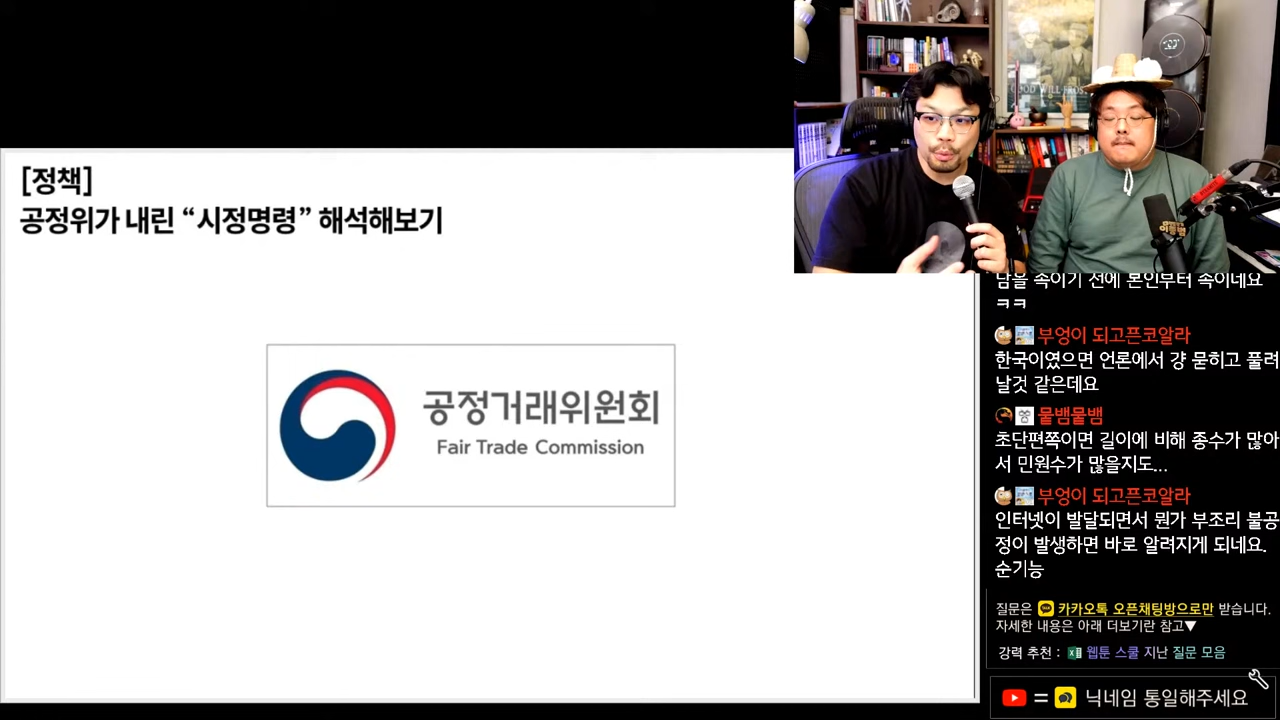 [정책]
공정위가 내린 “시정명령” 해석해보기
공정거래위원회
Fair Trade Commission
GOOD WILL
남을 속이기 전에 본인부터 속이네요
ㅋㅋ
부엉이 되고픈코알라
한국이였으면 언론에서 걍 묻히고 풀려
날것 같은데요
뭍뱀뭍뱀
초단편쪽이면 길이에 비해 종수가 많아
서 민원수가 많을지도...
부엉이 되고픈코알라
인터넷이 발달되면서 뭔가 부조리 불공
정이 발생하면 바로 알려지게 되네요.
순기능
질문은 카카오톡 오픈채팅방으로만 받습니다.
자세한 내용은 아래 더보기란 참고▼
강력 추천 : 웹툰 스쿨 지난 질문 모음
= 닉네임 통일해주세요